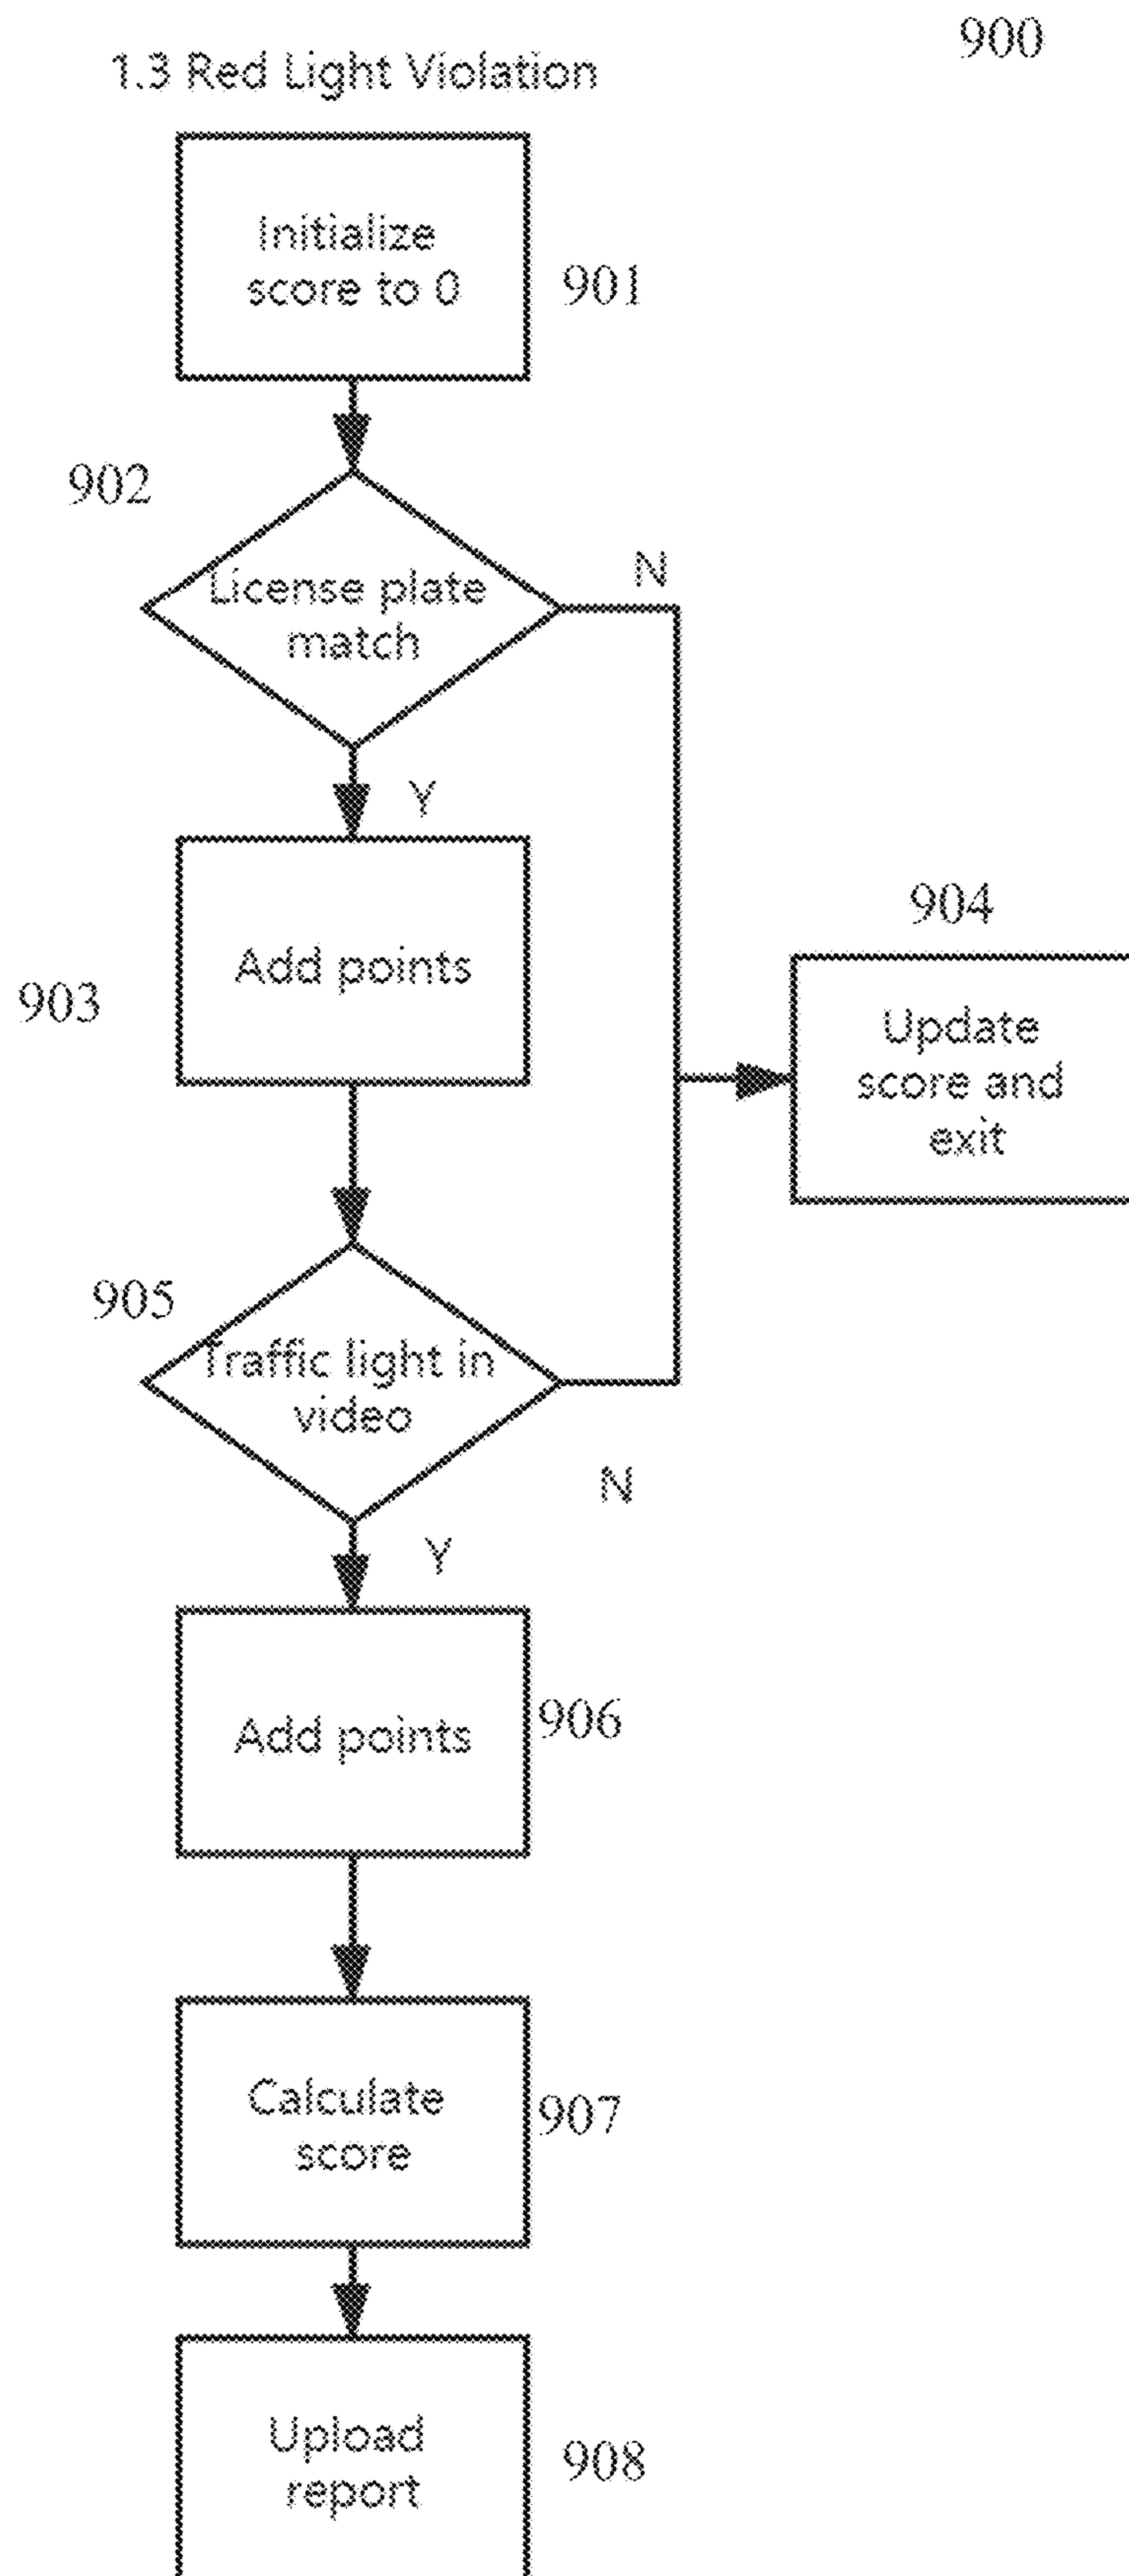 900
1.3 Red Light Violation
Initialize
score to 0
901
902
License plate
match
N
Y
Add points
903
904
Update
score and
exit
905
Traffic light in
video
N
Y
Add points
906
Calculate
score
907
Upload
report
908